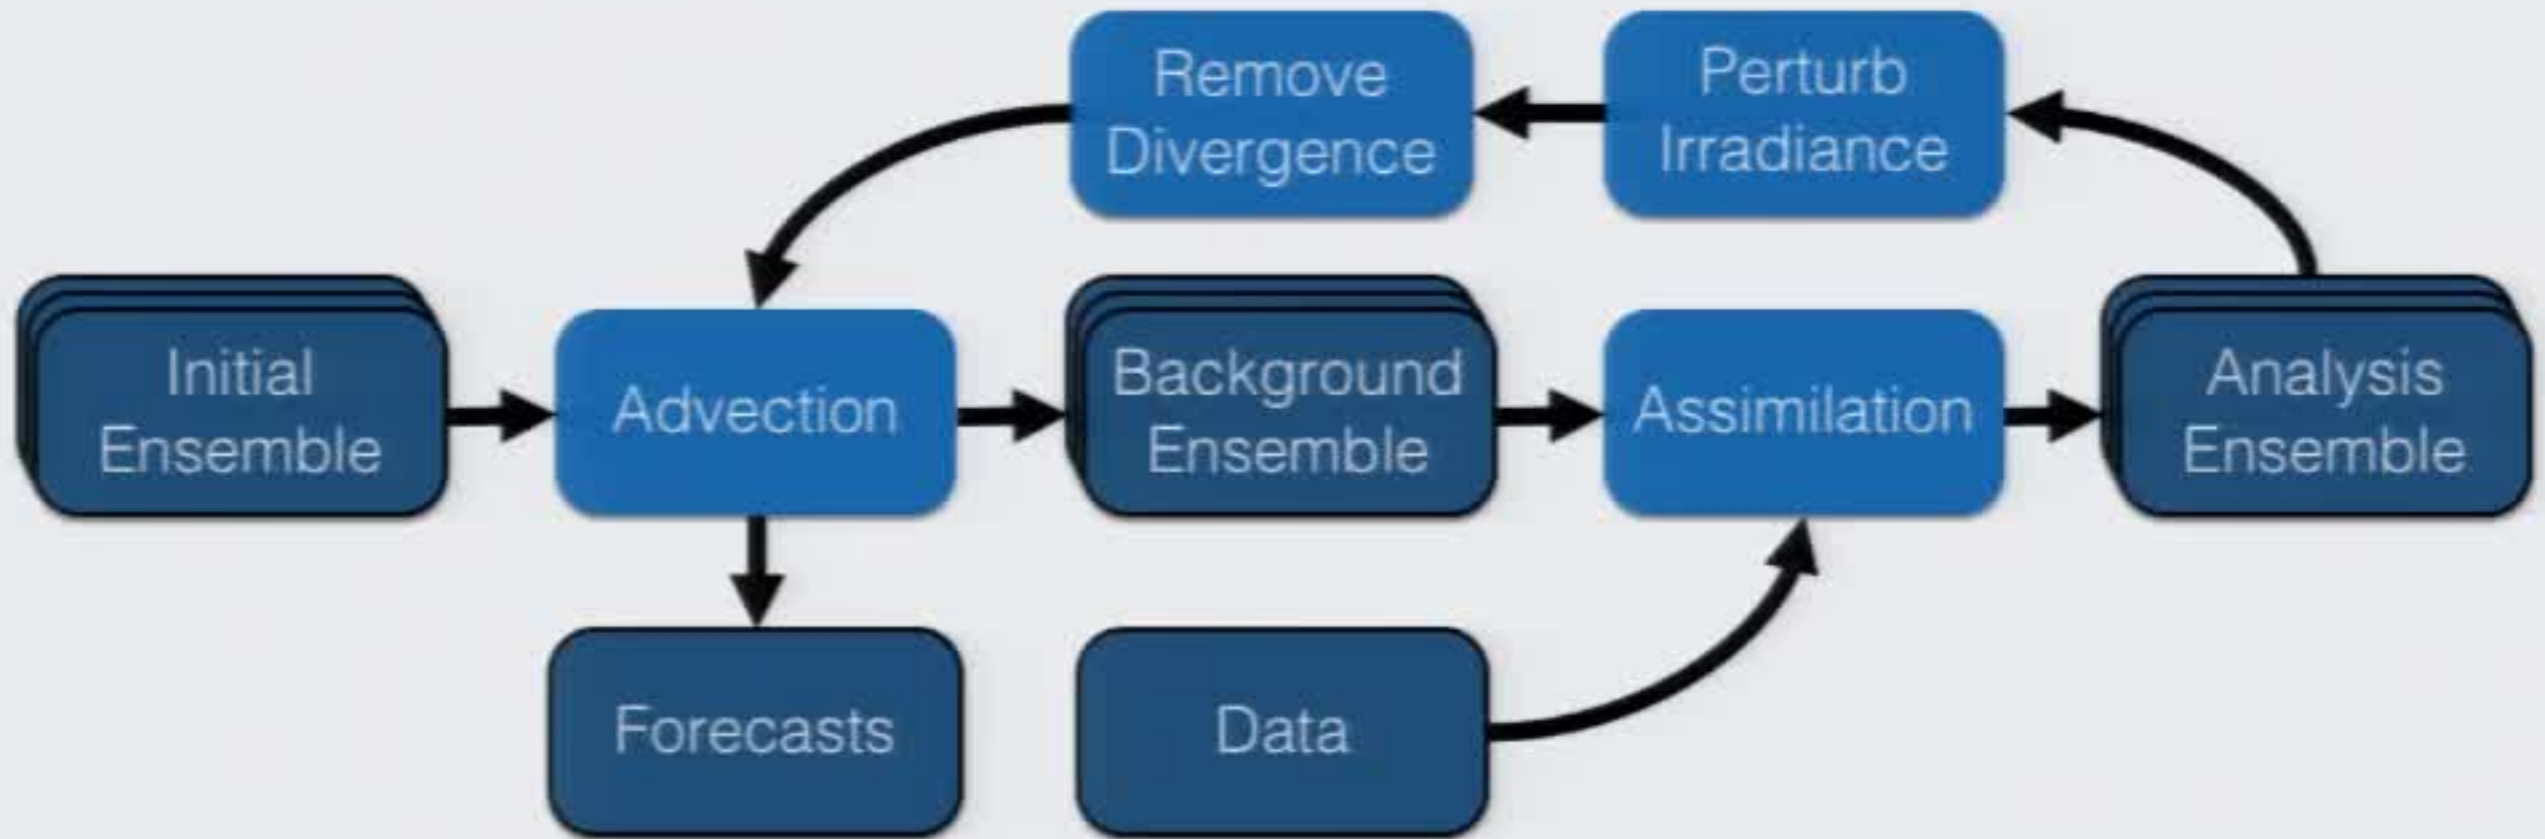 Remove
Divergence
Perturb
Irradiance
Initial
Ensemble
Advection
Background
Ensemble
Assimilation
Analysis
Ensemble
Forecasts
Data